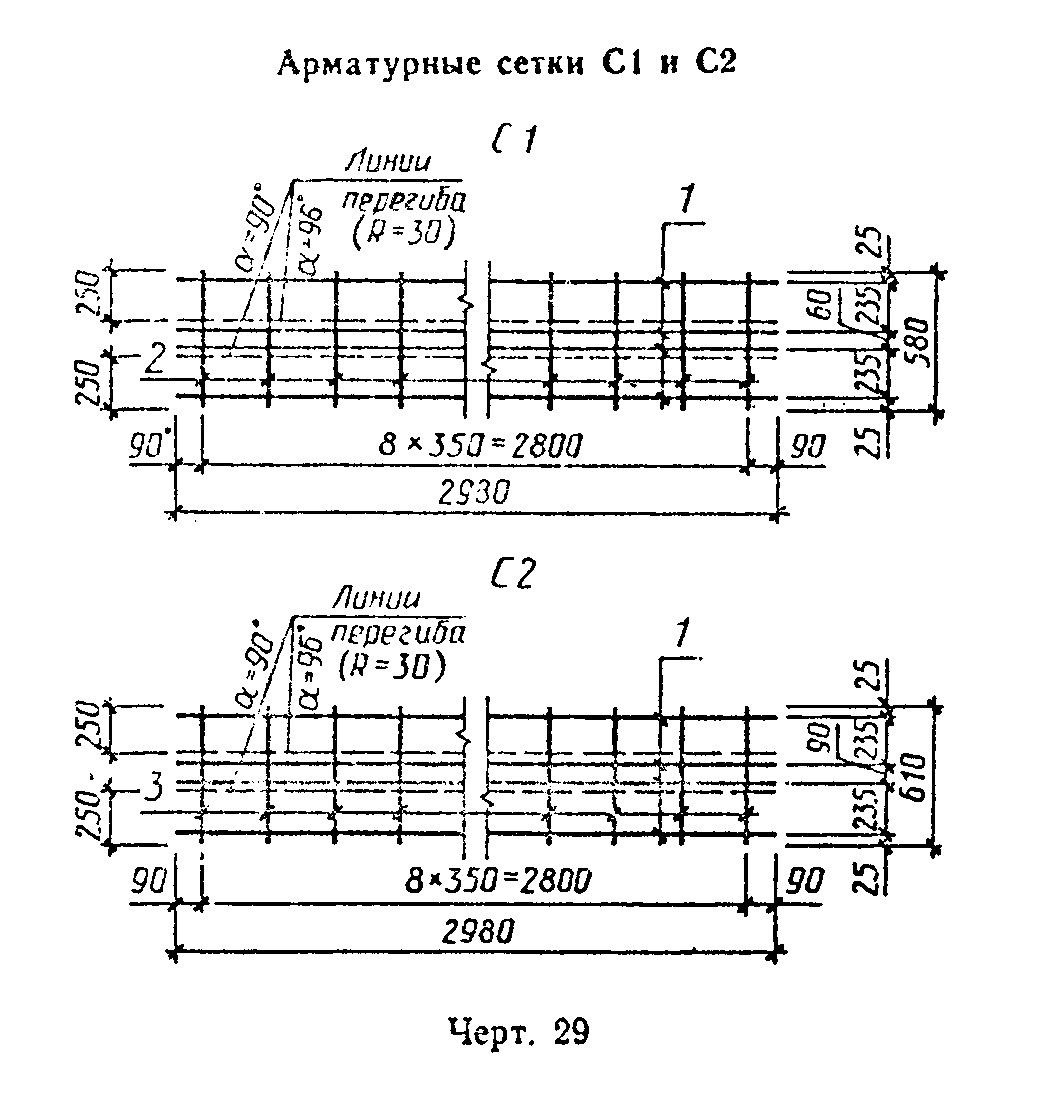 Арматурные сетки С1 и С2
С1
Линии
перегиба
(R=30)
α=90°
α=96°
1
25
250
60
235
580
2
250
235
25
90°
8×350=2800
90
2930
С2
Линии
перегиба
(R=30)
α=90°
α=96°
1
25
250
90
235
610
3
250
235
25
90
8×350=2800
90
2980
Черт. 29